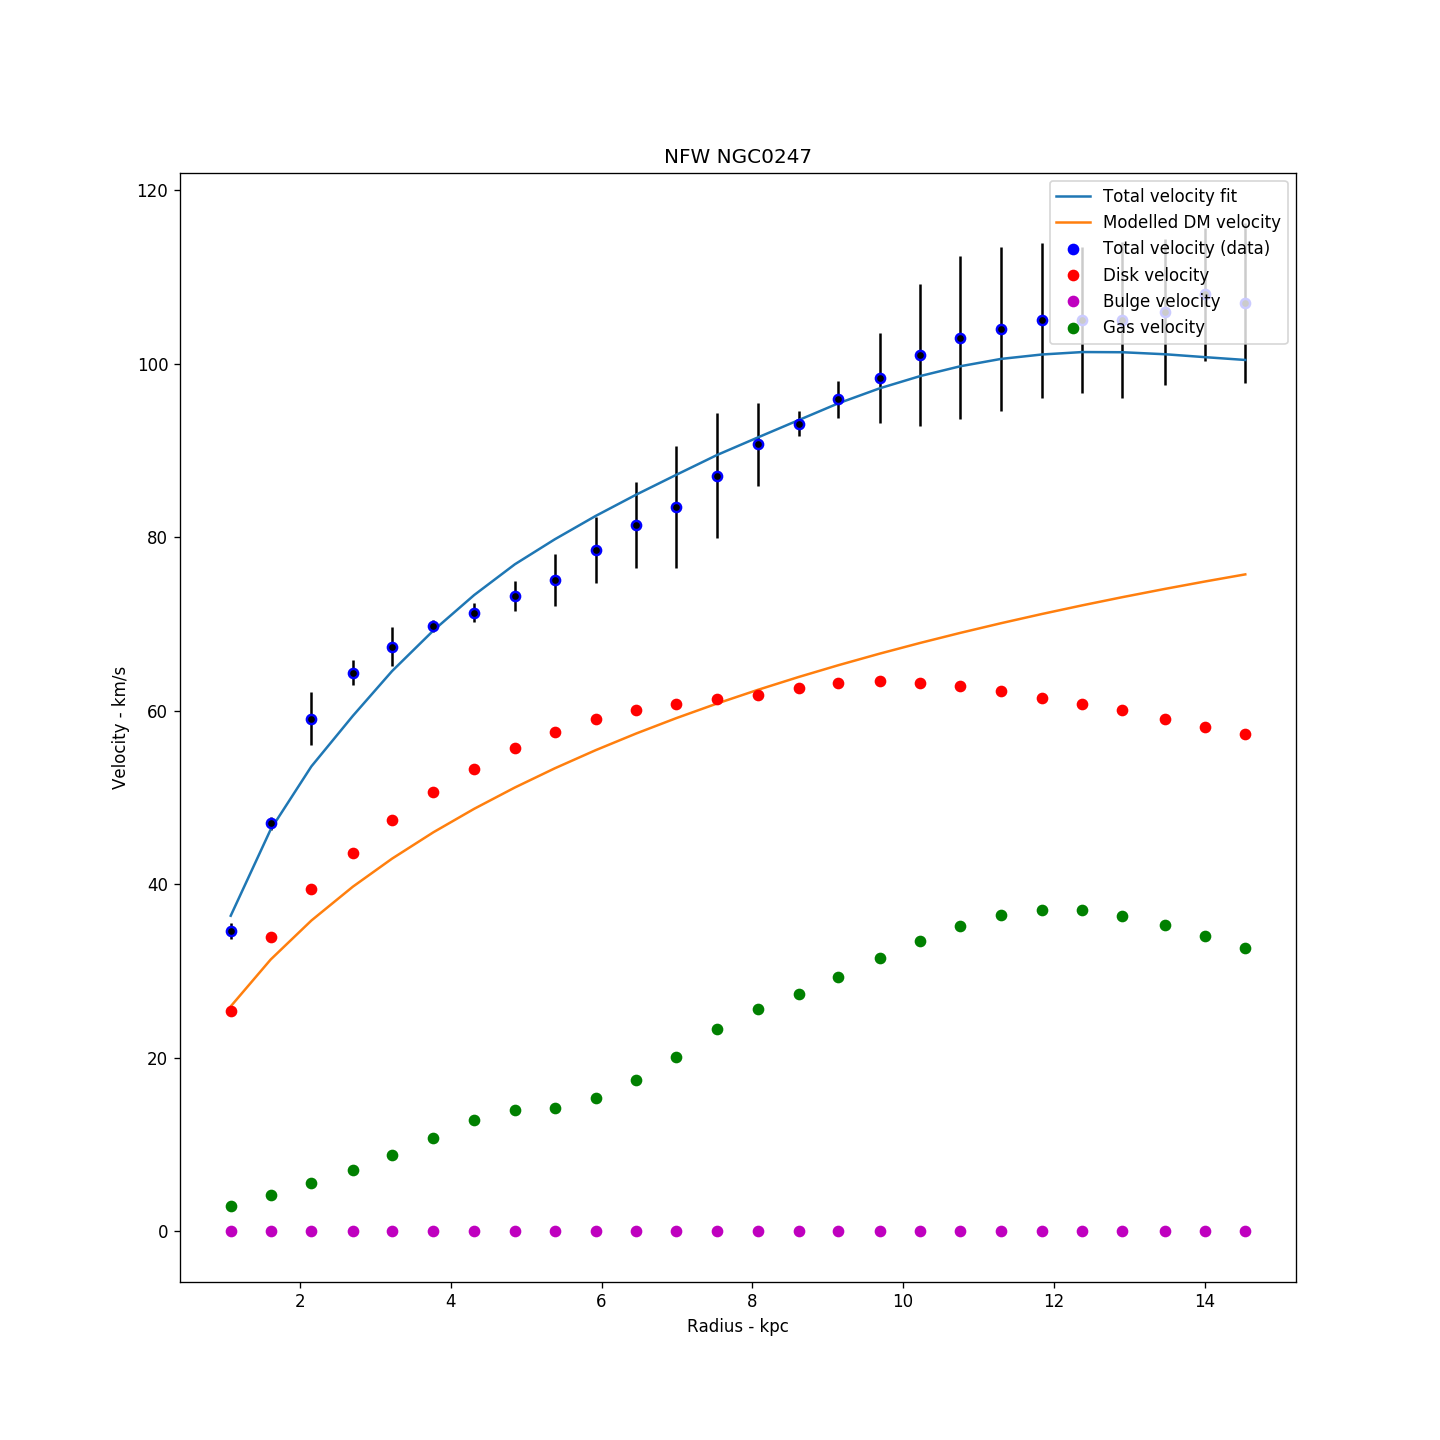 NFW NGC0247
120
100
80
60
40
20
0
Velocity - km/s
Total velocity fit
Modelled DM velocity
Total velocity (data)
Disk velocity
Bulge velocity
Gas velocity
2 4 6 8 10 12 14
Radius - kpc